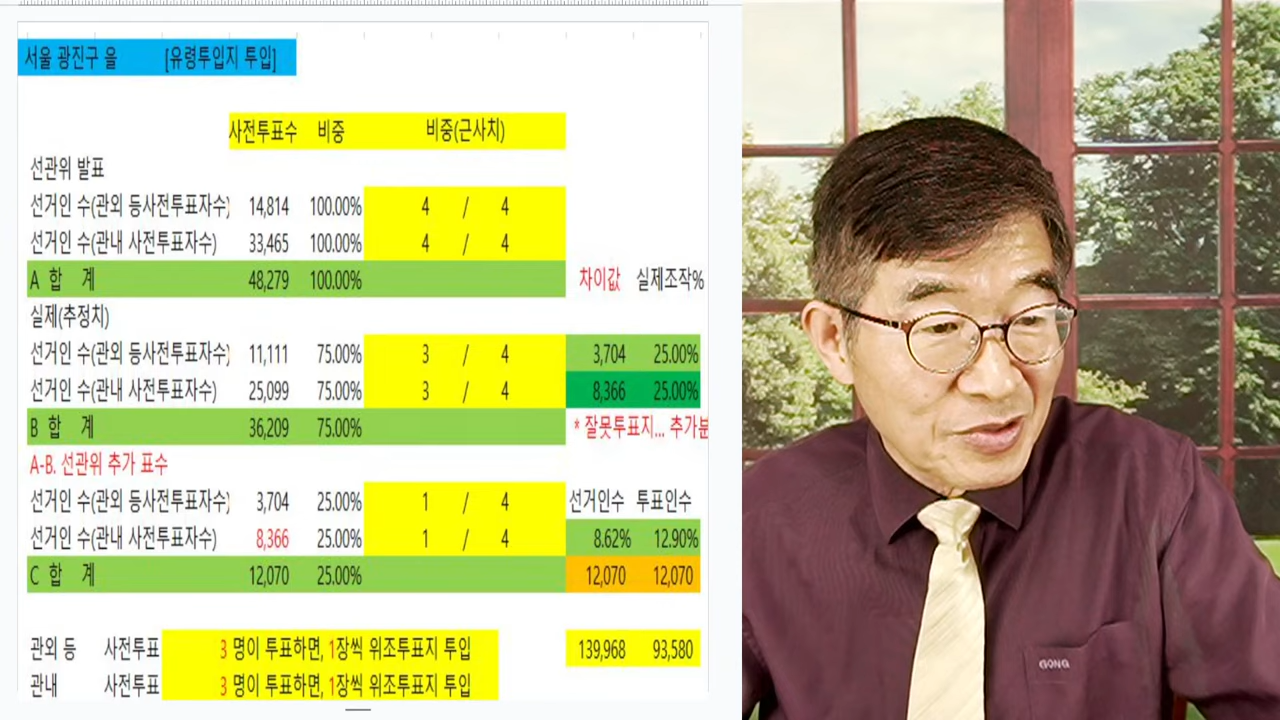 서울 광진구 을 [유령투입지 투입]
사전투표수 비중 비중(근사치)
선관위 발표
선거인 수(관외 등사전투표자수) 14,814 100.00% 4 / 4
선거인 수(관내 사전투표자수) 33,465 100.00% 4 / 4
A 합 계 48,279 100.00% 차이값 실제조작%
실제(추정치)
선거인 수(관외 등사전투표자수) 11,111 75.00% 3 / 4 3,704 25.00%
선거인 수(관내 사전투표자수) 25,099 75.00% 3 / 4 8,366 25.00%
B 합 계 36,209 75.00% * 잘못투표지... 추가분
A-B. 선관위 추가 표수
선거인 수(관외 등사전투표자수) 3,704 25.00% 1 / 4 선거인수 투표인수
선거인 수(관내 사전투표자수) 8,366 25.00% 1 / 4 8.62% 12.90%
C 합 계 12,070 25.00% 12,070 12,070
관외 등 사전투표 3 명이 투표하면, 1장씩 위조투표지 투입 139,968 93,580
관내 사전투표 3 명이 투표하면, 1장씩 위조투표지 투입
GONG